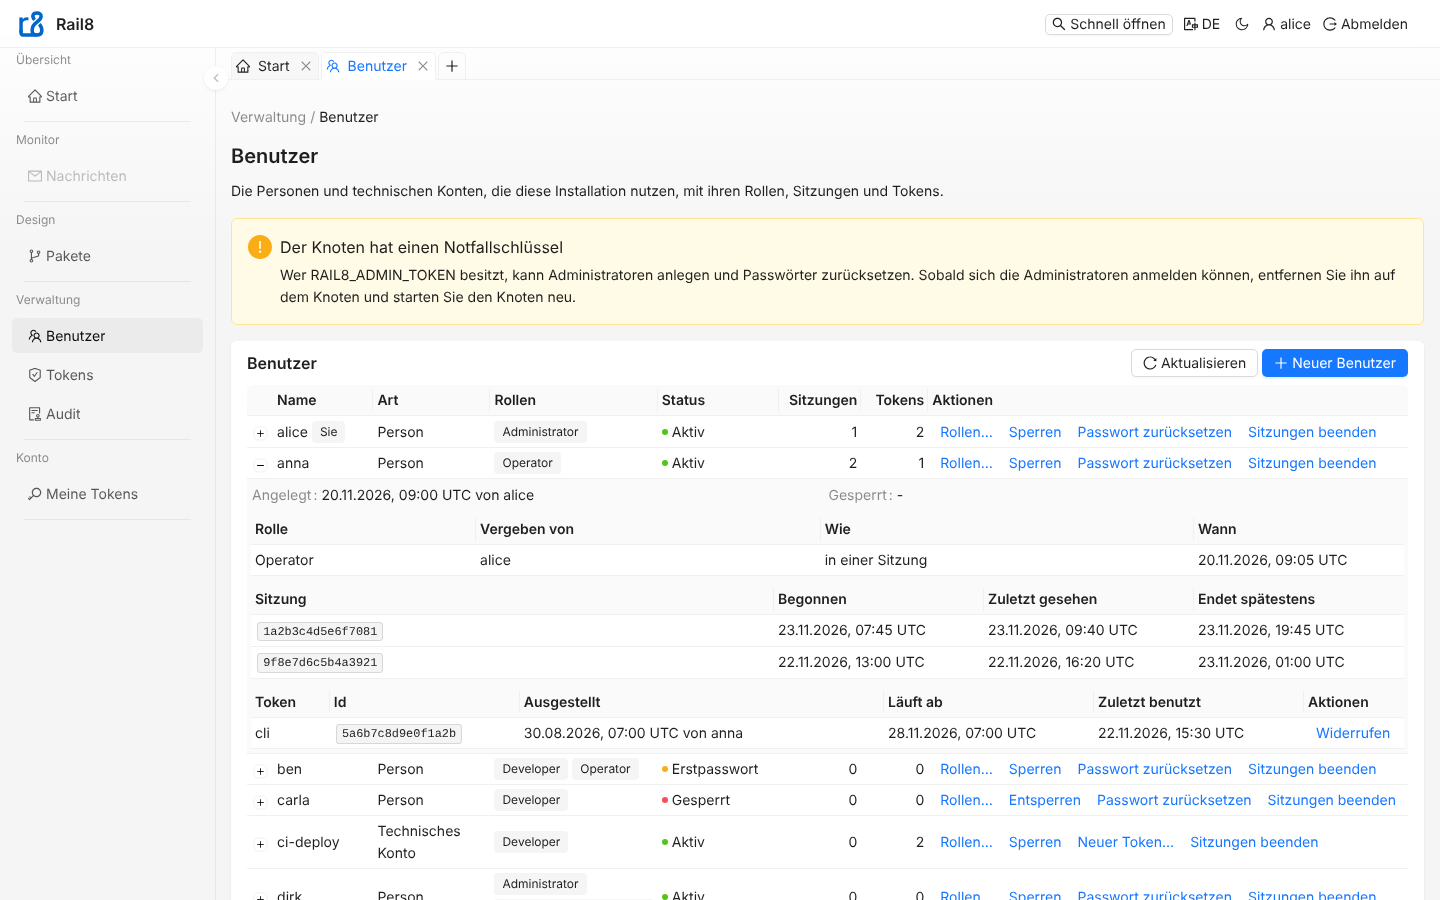 r8 Rail8 Schnell öffnen DE alice Abmelden
Übersicht
Start
Monitor
Nachrichten
Design
Pakete
Verwaltung
Benutzer
Tokens
Audit
Konto
Meine Tokens
Start Benutzer
Verwaltung / Benutzer
Benutzer
Die Personen und technischen Konten, die diese Installation nutzen, mit ihren Rollen, Sitzungen und Tokens.
Der Knoten hat einen Notfallschlüssel
Wer RAIL8_ADMIN_TOKEN besitzt, kann Administratoren anlegen und Passwörter zurücksetzen. Sobald sich die Administratoren anmelden können, entfernen Sie ihn auf
dem Knoten und starten Sie den Knoten neu.
Benutzer Aktualisieren + Neuer Benutzer
Name Art Rollen Status Sitzungen Tokens Aktionen
+ alice Sie Person Administrator Aktiv 1 2 Rollen... Sperren Passwort zurücksetzen Sitzungen beenden
− anna Person Operator Aktiv 2 1 Rollen... Sperren Passwort zurücksetzen Sitzungen beenden
Angelegt: 20.11.2026, 09:00 UTC von alice Gesperrt: -
Rolle Vergeben von Wie Wann
Operator alice in einer Sitzung 20.11.2026, 09:05 UTC
Sitzung Begonnen Zuletzt gesehen Endet spätestens
1a2b3c4d5e6f7081 23.11.2026, 07:45 UTC 23.11.2026, 09:40 UTC 23.11.2026, 19:45 UTC
9f8e7d6c5b4a3921 22.11.2026, 13:00 UTC 22.11.2026, 16:20 UTC 23.11.2026, 01:00 UTC
Token Id Ausgestellt Läuft ab Zuletzt benutzt Aktionen
cli 5a6b7c8d9e0f1a2b 30.08.2026, 07:00 UTC von anna 28.11.2026, 07:00 UTC 22.11.2026, 15:30 UTC Widerrufen
+ ben Person Developer Operator Erstpasswort 0 0 Rollen... Sperren Passwort zurücksetzen Sitzungen beenden
+ carla Person Developer Gesperrt 0 0 Rollen... Entsperren Passwort zurücksetzen Sitzungen beenden
+ ci-deploy Technisches Konto Developer Aktiv 0 2 Rollen... Sperren Neuer Token... Sitzungen beenden
+ dirk Person Administrator Aktiv 0 0 Rollen... Sperren Passwort zurücksetzen Sitzungen beenden